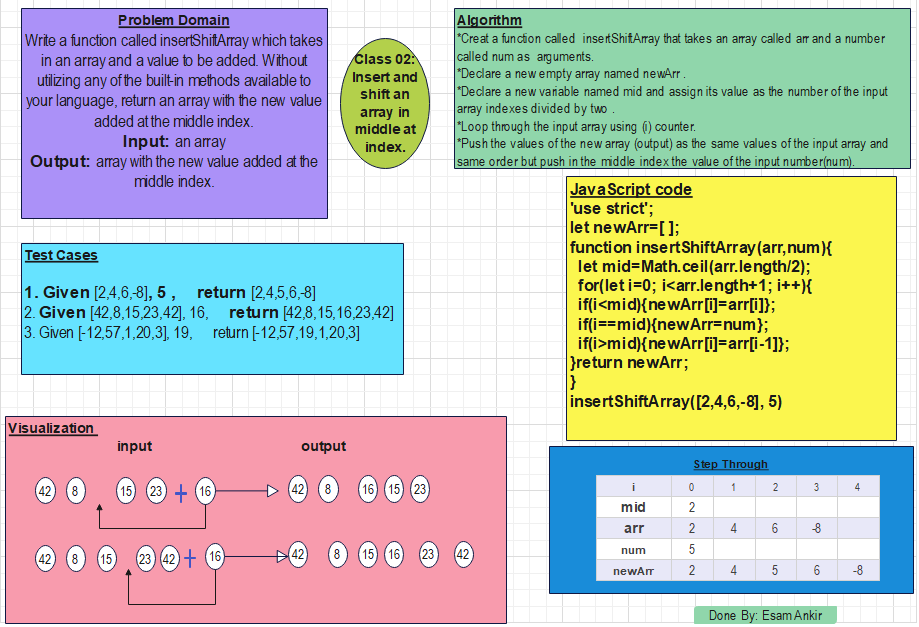 Problem Domain
Write a function called insertShiftArray which takes
in an array and a value to be added. Without
utilizing any of the built-in methods available to
your language, return an array with the new value
added at the middle index.
Input: an array
Output: array with the new value added at the
middle index.
Class 02:
Insert and
shift an
array in
middle at
index.
Algorithm
*Creat a function called insertShiftArray that takes an array called arr and a number
called num as arguments.
*Declare a new empty array named newArr .
*Declare a new variable named mid and assign its value as the number of the input
array indexes divided by two .
*Loop through the input array using (i) counter.
*Push the values of the new array (output) as the same values of the input array and
same order but push in the middle index the value of the input number(num).
Test Cases
1. Given [2,4,6,-8], 5 , return [2,4,5,6,-8]
2. Given [42,8,15,23,42], 16, return [42,8,15,16,23,42]
3. Given [-12,57,1,20,3], 19, return [-12,57,19,1,20,3]
JavaScript code
'use strict';
let newArr=[ ];
function insertShiftArray(arr,num){
let mid=Math.ceil(arr.length/2);
for(let i=0; i<arr.length+1; i++){
if(i<mid){newArr[i]=arr[i]};
if(i==mid){newArr=num};
if(i>mid){newArr[i]=arr[i-1]};
}return newArr;
}
insertShiftArray([2,4,6,-8], 5)
Visualization
input output
42 8 15 23 + 16 42 8 16 15 23
42 8 15 23 42 + 16 42 8 15 16 23 42
Step Through
i 0 1 2 3 4
mid 2
arr 2 4 6 -8
num 5
newArr 2 4 5 6 -8
Done By: Esam Ankir